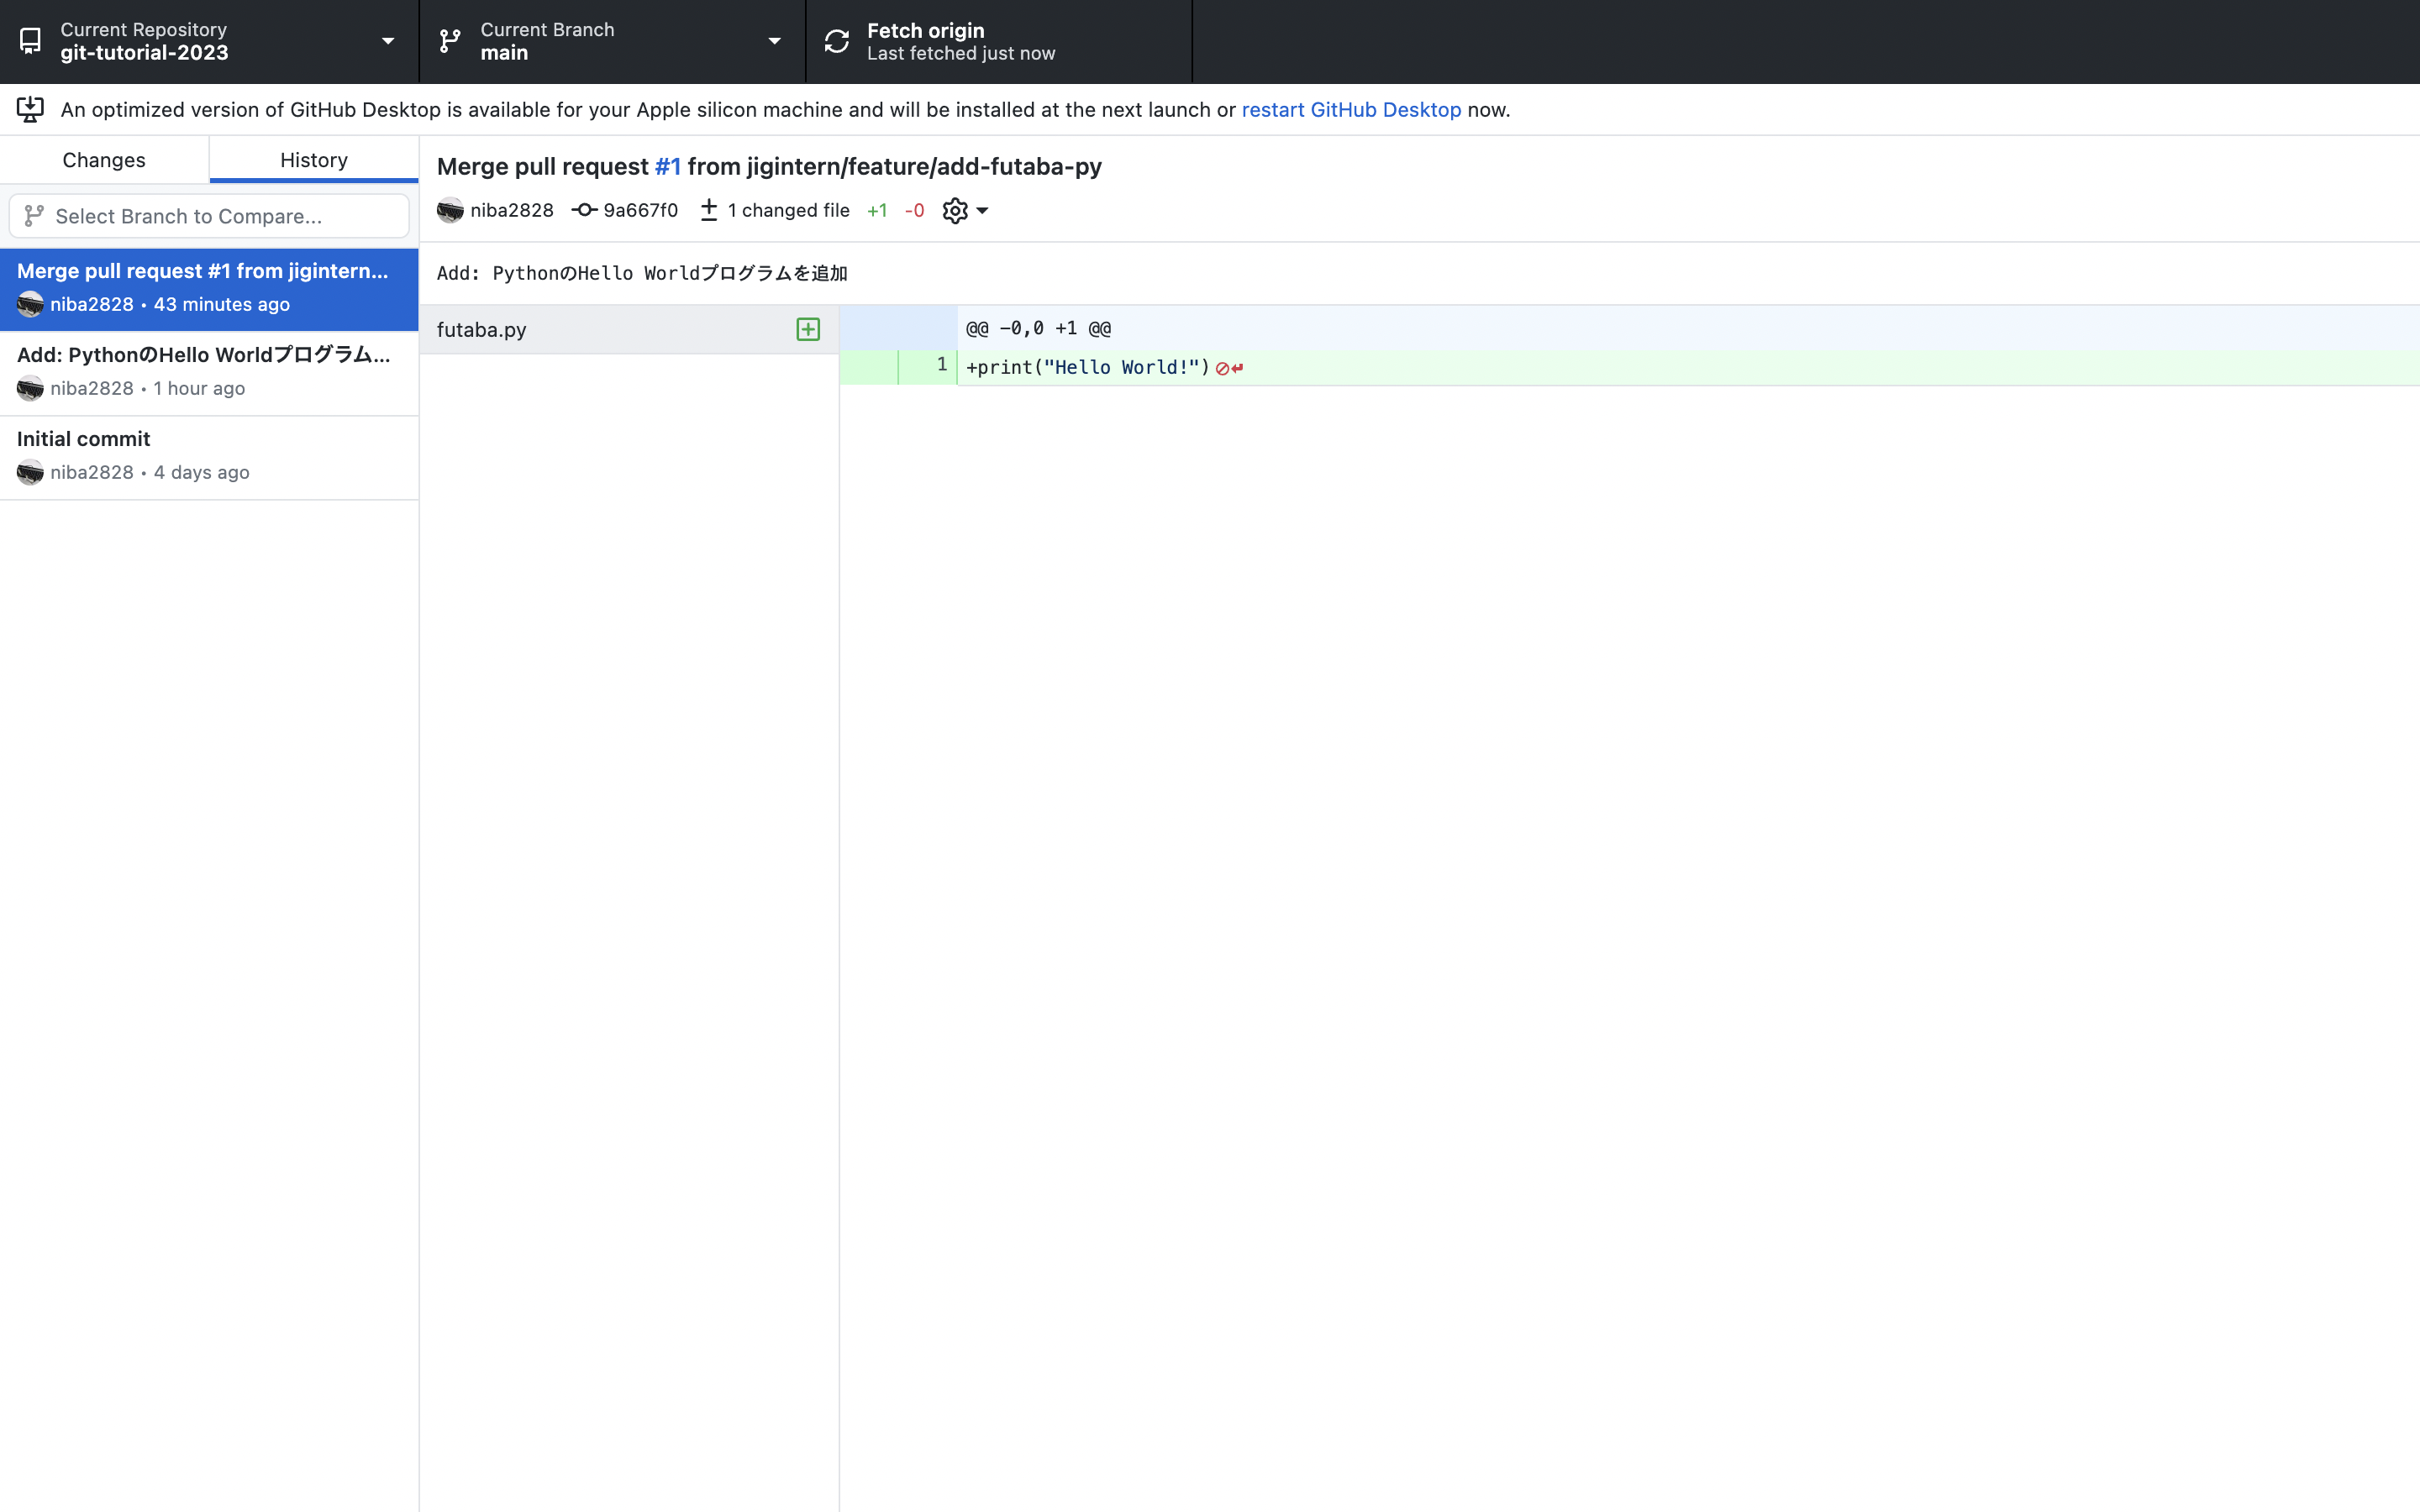 Current Repository
git-tutorial-2023
Current Branch
main
Fetch origin
Last fetched just now
An optimized version of GitHub Desktop is available for your Apple silicon machine and will be installed at the next launch or restart GitHub Desktop now.
Changes
History
Select Branch to Compare...
Merge pull request #1 from jigintern...
niba2828 • 43 minutes ago
Add: PythonのHello Worldプログラム...
niba2828 • 1 hour ago
Initial commit
niba2828 • 4 days ago
Merge pull request #1 from jigintern/feature/add-futaba-py
niba2828 9a667f0 1 changed file +1 -0
Add: PythonのHello Worldプログラムを追加
futaba.py
@@ -0,0 +1 @@
1 +print("Hello World!")